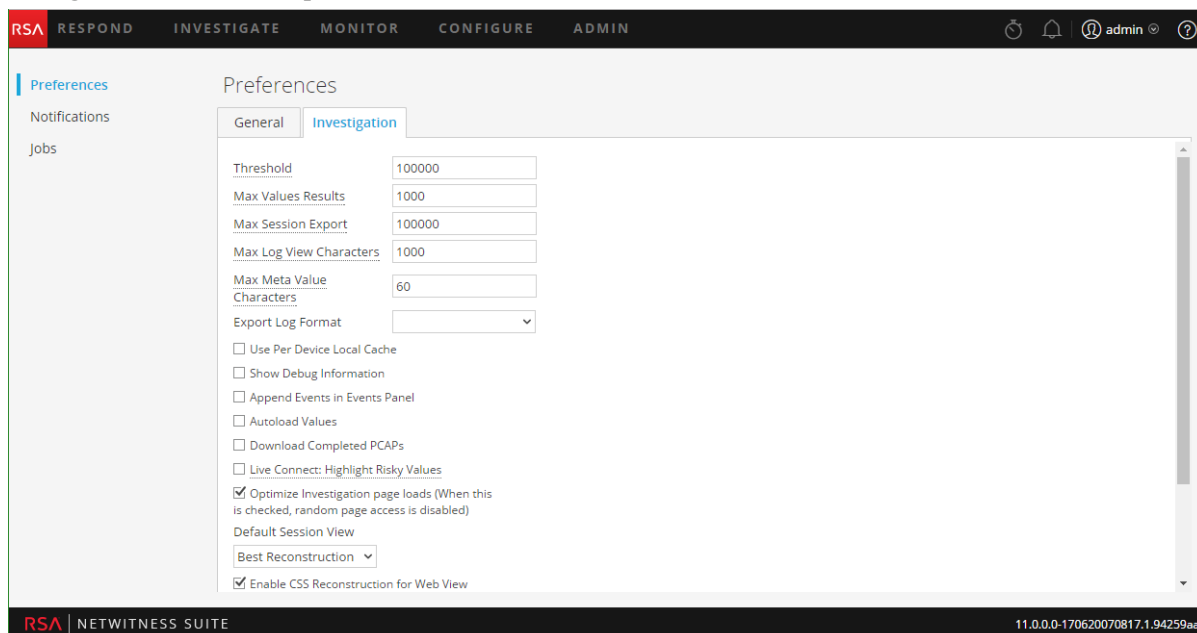 RSA RESPOND INVESTIGATE MONITOR CONFIGURE ADMIN admin
Preferences
Notifications
Jobs
Preferences
General Investigation
Threshold 100000
Max Values Results 1000
Max Session Export 100000
Max Log View Characters 1000
Max Meta Value
Characters 60
Export Log Format
Use Per Device Local Cache
Show Debug Information
Append Events in Events Panel
Autoload Values
Download Completed PCAPs
Live Connect: Highlight Risky Values
Optimize Investigation page loads (When this
is checked, random page access is disabled)
Default Session View
Best Reconstruction
Enable CSS Reconstruction for Web View
RSA NETWITNESS SUITE 11.0.0.0-170620070817.1.94259aa